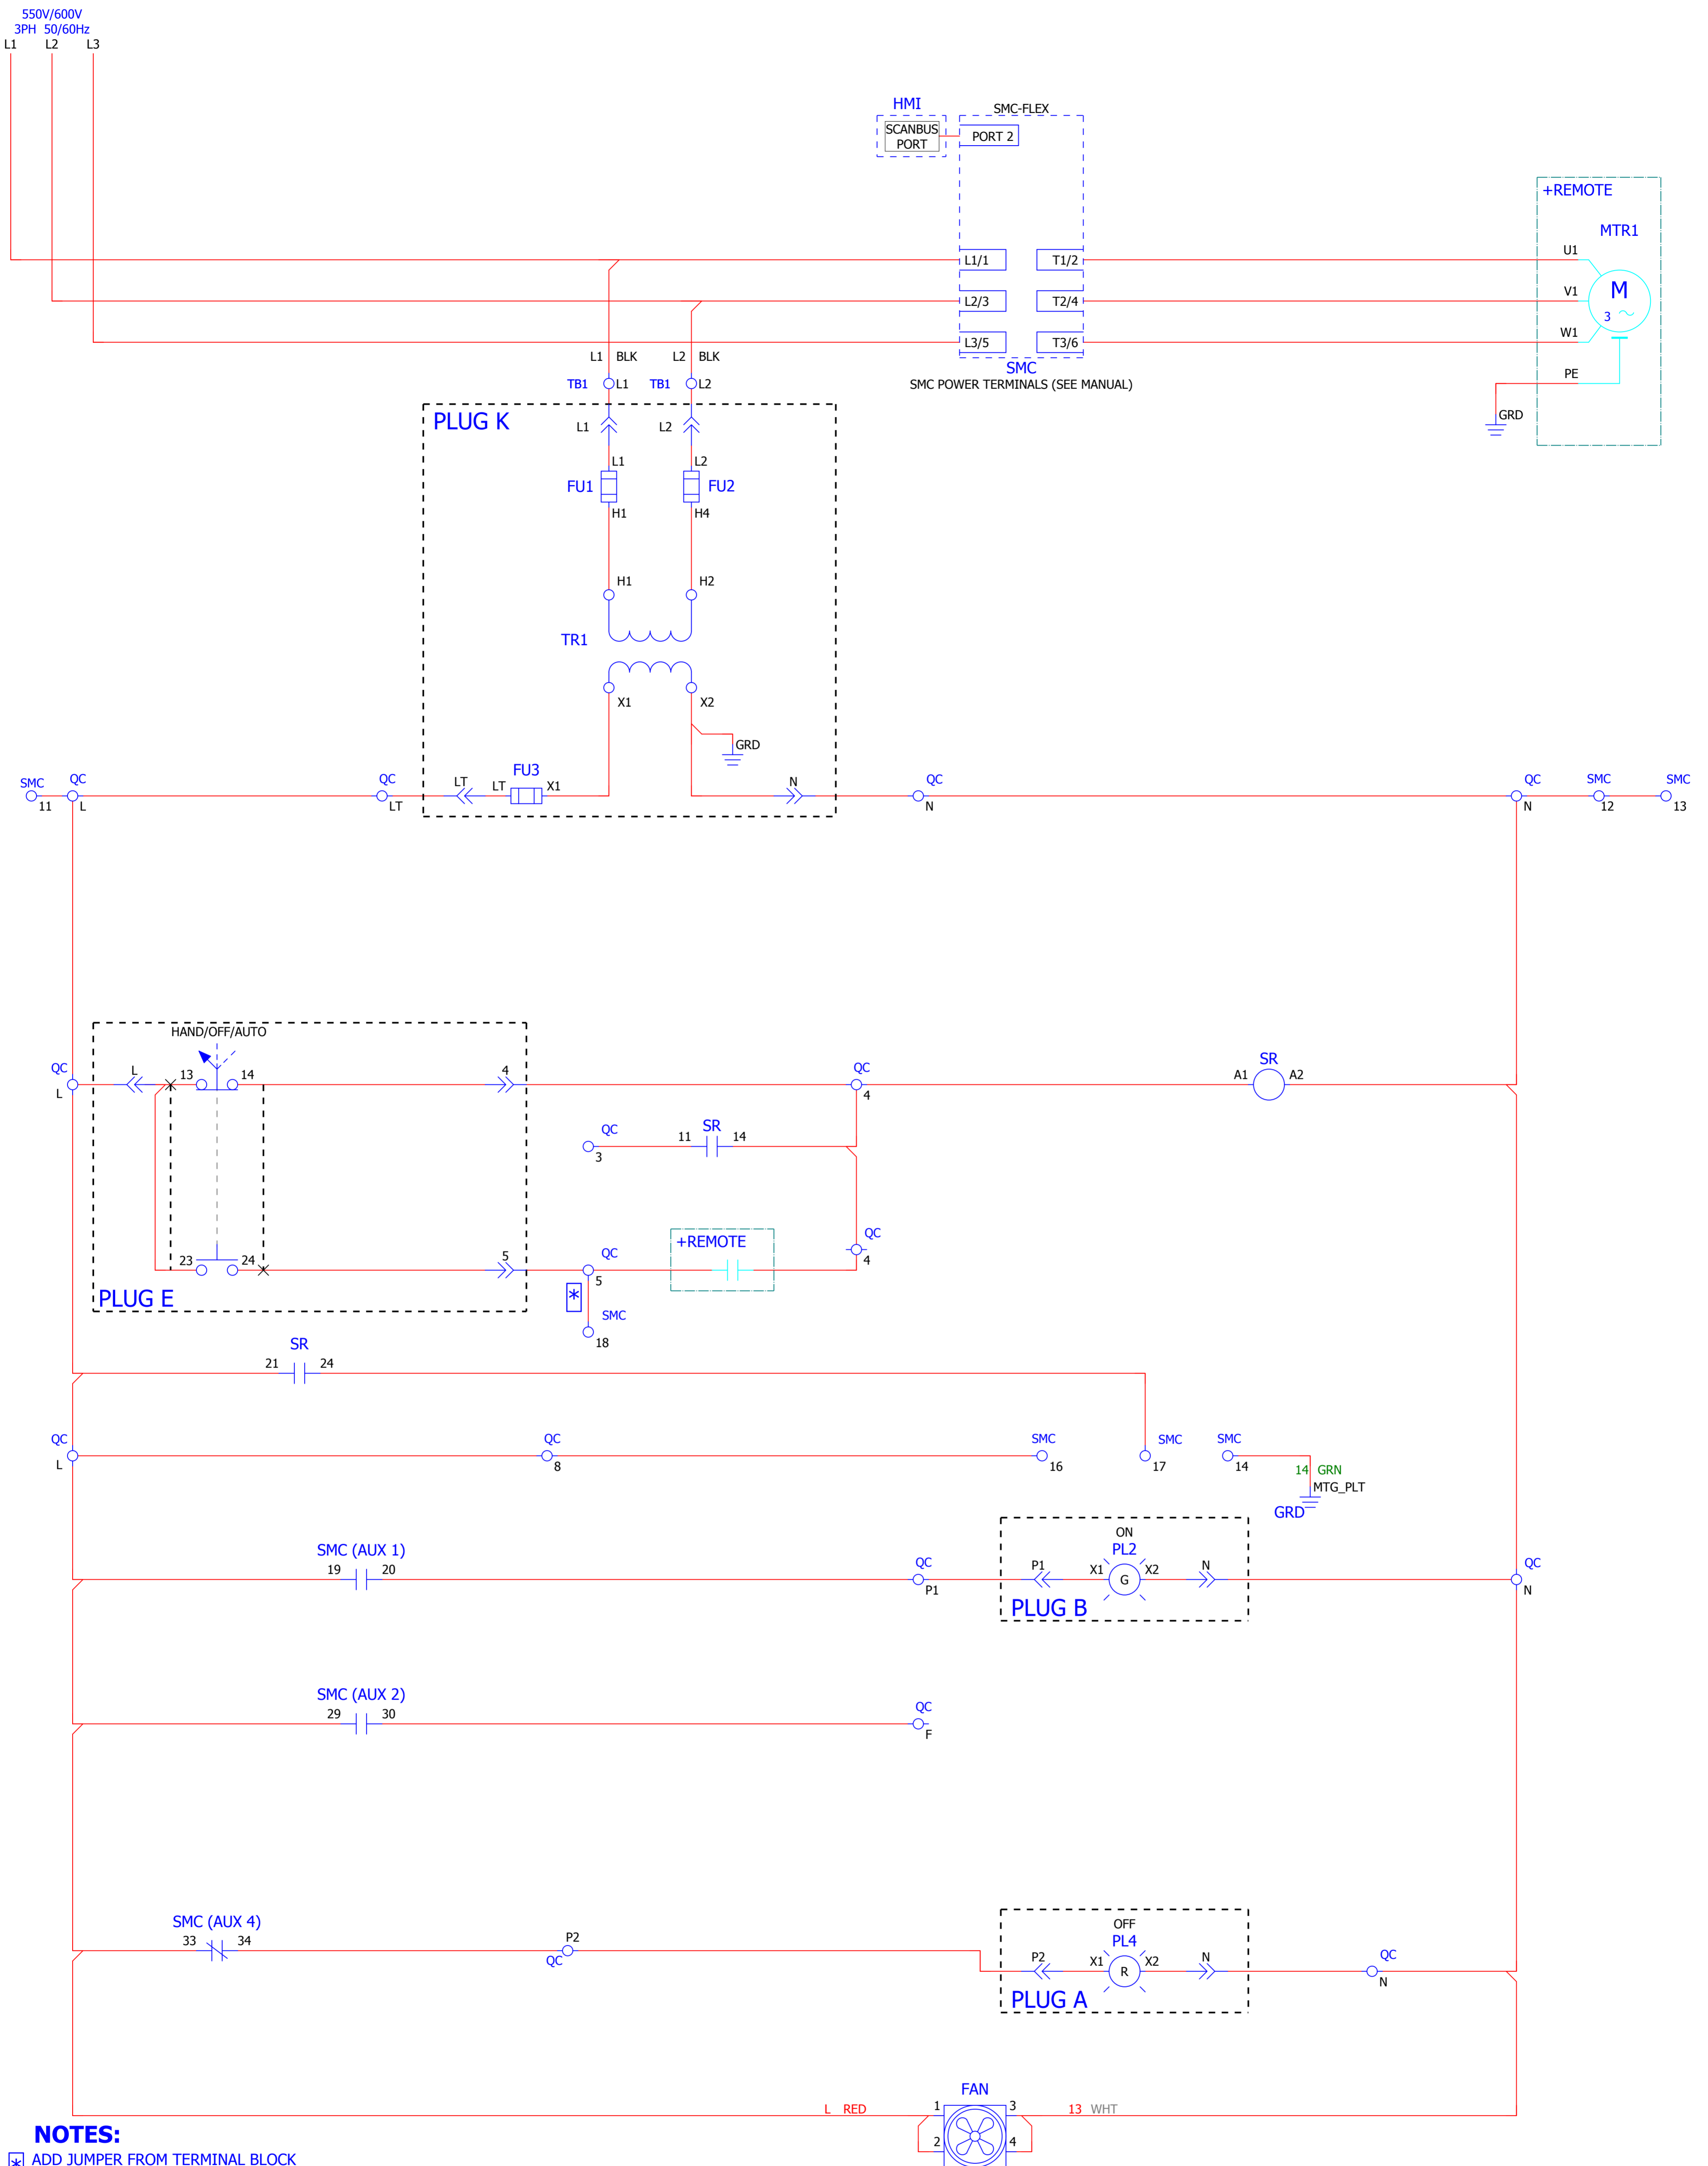 550V/600V
3PH 50/60Hz
L1 L2 L3
HMI
SCANBUS
PORT
SMC-FLEX
PORT 2
+REMOTE
MTR1
L1/1 T1/2 U1
L2/3 T2/4 V1
M
3
L3/5 T3/6 W1
SMC
SMC POWER TERMINALS (SEE MANUAL)
PE
GRD
L1 BLK L2 BLK
TB1 L1 TB1 L2
PLUG K
L1 L2
L1 L2
FU1 FU2
H1 H4
H1 H2
TR1
X1 X2
GRD
SMC QC QC LT LT FU3 X1 N QC QC SMC SMC
11 L LT N N 12 13
HAND/OFF/AUTO
QC L 13 14 4 QC SR
L 4 A1 A2
QC 11 SR 14
3
23 24 5 QC +REMOTE QC
5 4
PLUG E
*
SMC
18
SR
21 24
QC QC SMC SMC SMC
L 8 16 17 14
14 GRN
MTG_PLT
GRD
SMC (AUX 1)
19 20
QC
P1
ON
PL2
P1 X1 G X2 N
PLUG B
QC
N
SMC (AUX 2)
29 30
QC
F
SMC (AUX 4)
33 34
P2
QC
OFF
PL4
P2 X1 R X2 N
PLUG A
QC
N
FAN
L RED 1 3 13 WHT
2 4
NOTES:
* ADD JUMPER FROM TERMINAL BLOCK